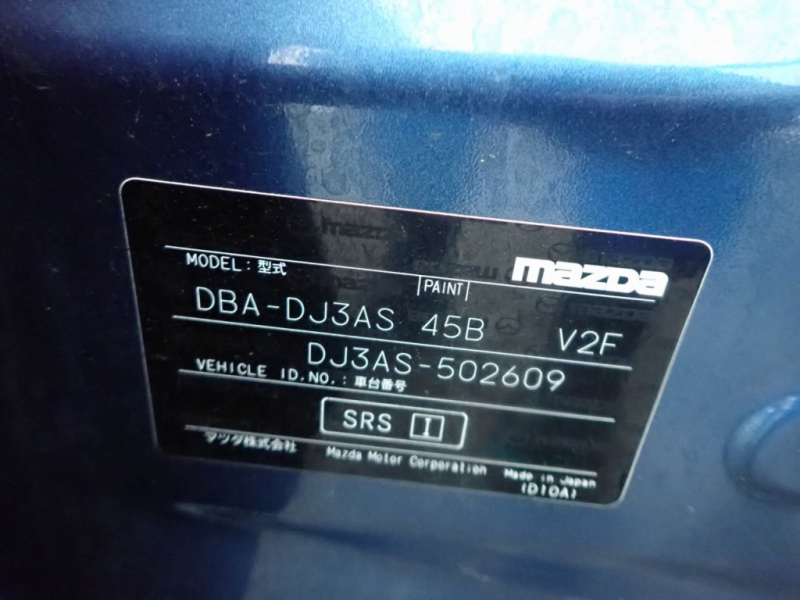 mazda
MODEL:型式
PAINT
DBA-DJ3AS 45B V2F
DJ3AS-502609
VEHICLE ID.NO.:車台番号
SRS I
マツダ株式会社 Mazda Motor Corporation Made in Japan
(D10A)